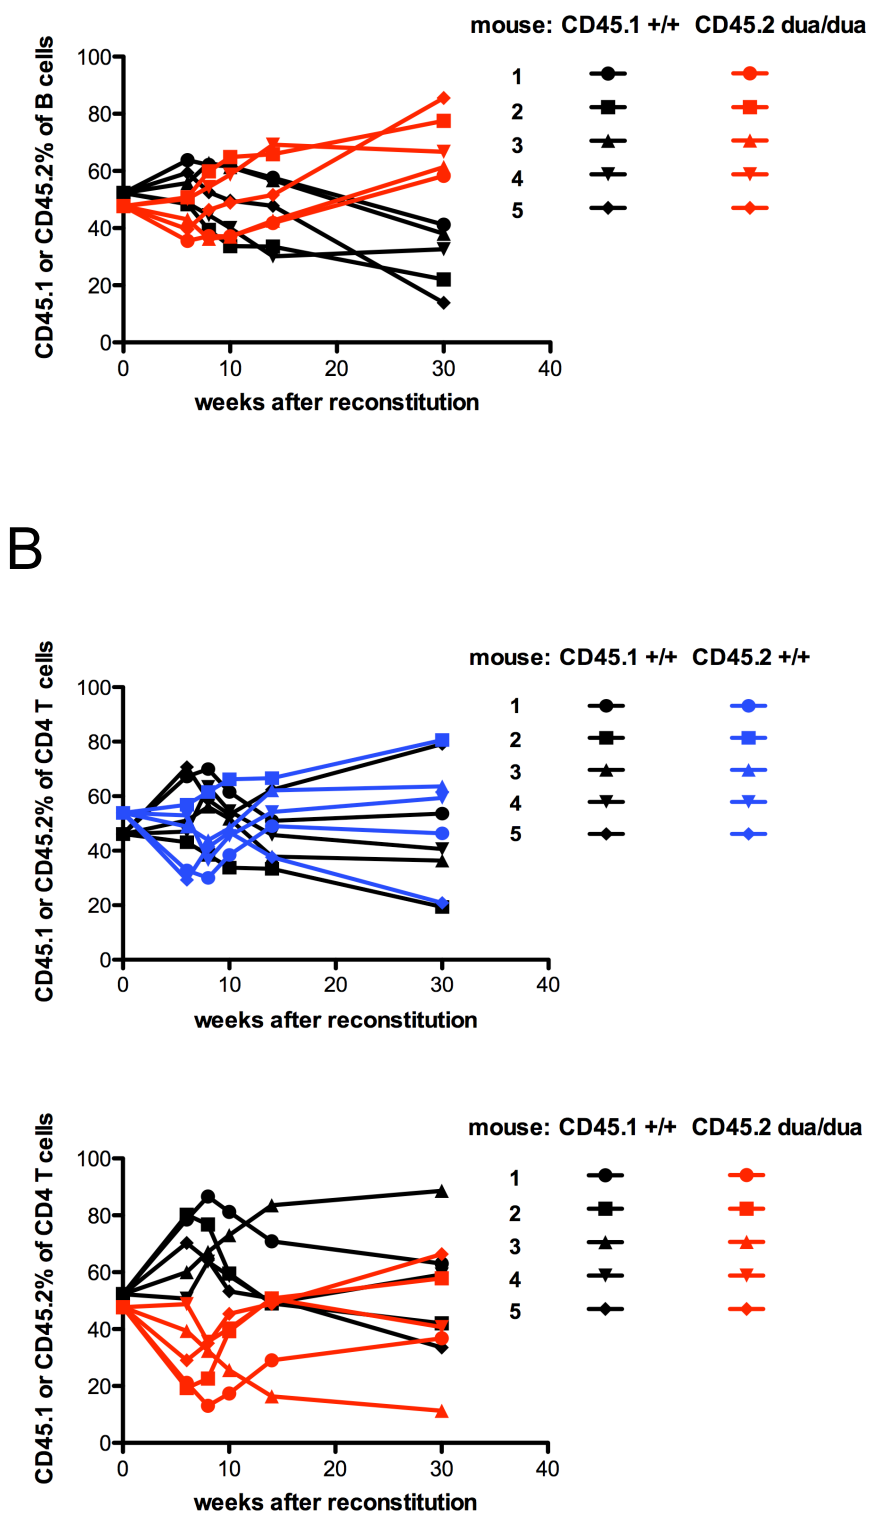 mouse: CD45.1 +/+ CD45.2 dua/dua
CD45.1 or CD45.2% of B cells
100
80
60
40
20
0
0 10 20 30 40
weeks after reconstitution
1
2
3
4
5
B
mouse: CD45.1 +/+ CD45.2 +/+
CD45.1 or CD45.2% of CD4 T cells
100
80
60
40
20
0
0 10 20 30 40
weeks after reconstitution
1
2
3
4
5
mouse: CD45.1 +/+ CD45.2 dua/dua
CD45.1 or CD45.2% of CD4 T cells
100
80
60
40
20
0
0 10 20 30 40
weeks after reconstitution
1
2
3
4
5